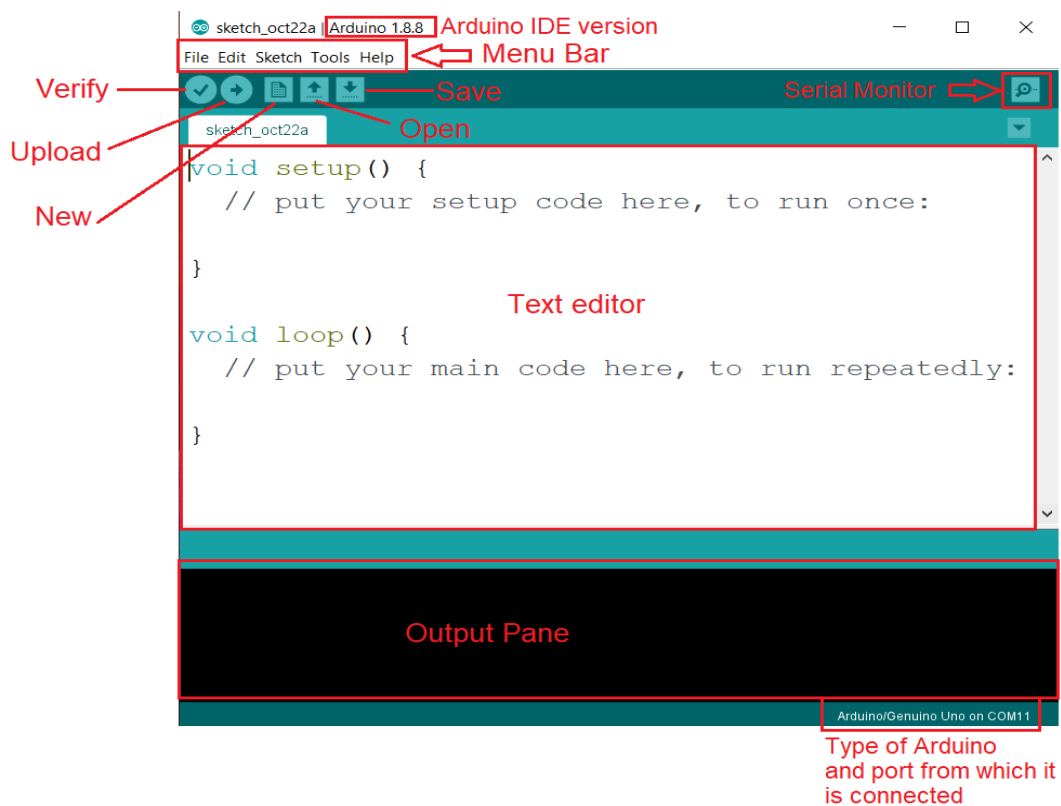 sketch_oct22a | Arduino 1.8.8 Arduino IDE version
File Edit Sketch Tools Help Menu Bar
Verify
Save
Serial Monitor
sketch_oct22a
Open
Upload
New
void setup() {
// put your setup code here, to run once:
}
Text editor
void loop() {
// put your main code here, to run repeatedly:
}
Output Pane
Arduino/Genuino Uno on COM11
Type of Arduino
and port from which it
is connected